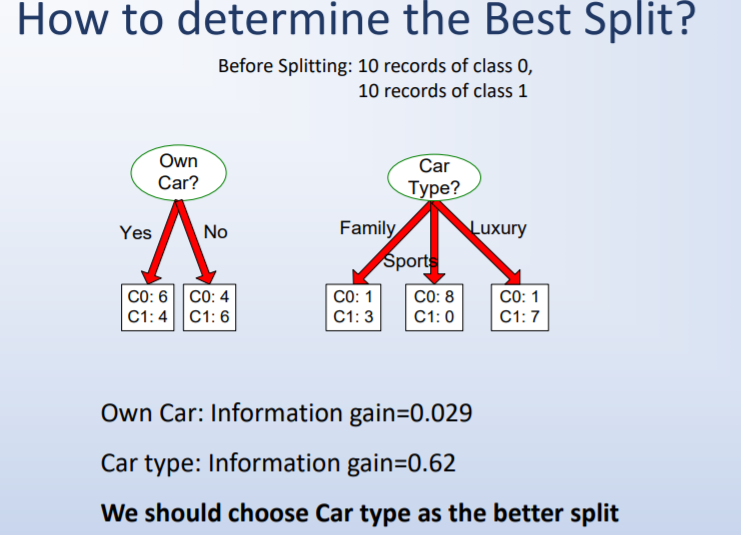 How to determine the Best Split?
Before Splitting: 10 records of class 0,
10 records of class 1
Own
Car?
Yes
No
C0: 6
C1: 4
C0: 4
C1: 6
Car
Type?
Family
Sports
Luxury
C0: 1
C1: 3
C0: 8
C1: 0
C0: 1
C1: 7
Own Car: Information gain=0.029
Car type: Information gain=0.62
We should choose Car type as the better split